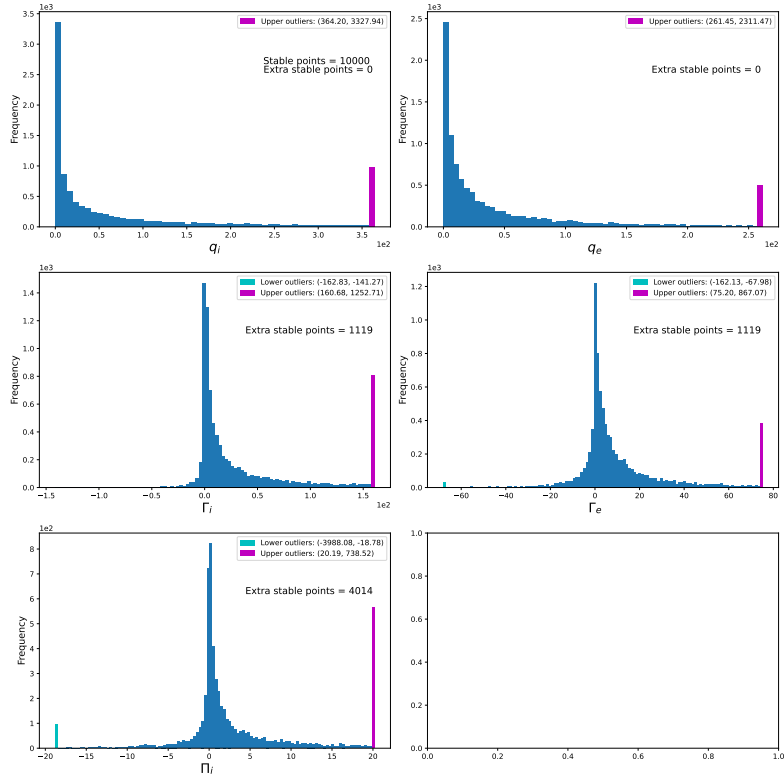 1e3
Upper outliers: (364.20, 3327.94)
Stable points = 10000
Extra stable points = 0
Frequency
3.5
3.0
2.5
2.0
1.5
1.0
0.5
0.0
0.0 0.5 1.0 1.5 2.0 2.5 3.0 3.5
1e2
q_i
1e3
Upper outliers: (261.45, 2311.47)
Extra stable points = 0
Frequency
2.5
2.0
1.5
1.0
0.5
0.0
0.0 0.5 1.0 1.5 2.0 2.5
1e2
q_e
1e3
Lower outliers: (-162.83, -141.27)
Upper outliers: (160.68, 1252.71)
Extra stable points = 1119
Frequency
1.4
1.2
1.0
0.8
0.6
0.4
0.2
0.0
−1.5 −1.0 −0.5 0.0 0.5 1.0 1.5
1e2
Γ_i
1e3
Lower outliers: (-162.13, -67.98)
Upper outliers: (75.20, 867.07)
Extra stable points = 1119
Frequency
1.2
1.0
0.8
0.6
0.4
0.2
0.0
−60 −40 −20 0 20 40 60 80
Γ_e
1e2
Lower outliers: (-3988.08, -18.78)
Upper outliers: (20.19, 738.52)
Extra stable points = 4014
Frequency
8
7
6
5
4
3
2
1
0
−20 −15 −10 −5 0 5 10 15 20
Π_i
1.0
0.8
0.6
0.4
0.2
0.0
0.0 0.2 0.4 0.6 0.8 1.0